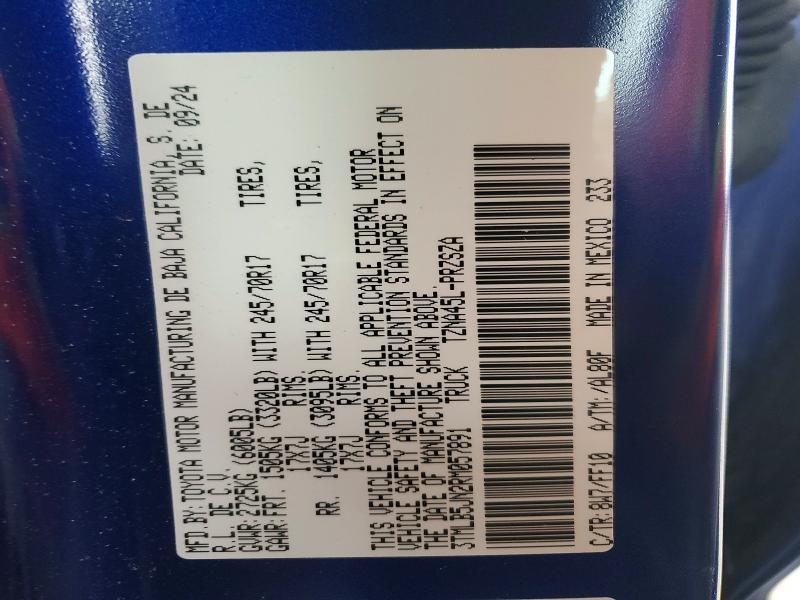 MFD.BY:TOYOTA MOTOR MANUFACTURING DE BAJA CALIFORNIA, S. DE
R.L. DE C.V. DATE: 09/24
GVWR:2725KG (6005LB)
GAWR:FRT. 1505KG (3320LB) WITH 245/70R17 TIRES,
17X7J RIMS.
RR. 1405KG (3095LB) WITH 245/70R17 TIRES,
17X7J RIMS.
THIS VEHICLE CONFORMS TO ALL APPLICABLE FEDERAL MOTOR
VEHICLE SAFETY AND THEFT PREVENTION STANDARDS IN EFFECT ON
THE DATE OF MANUFACTURE SHOWN ABOVE.
3TMLB5JN2RM057891 TRUCK TZNA45L-PRZSZA
C/TR:8W7/FF10 A/TM:/AL80F MADE IN MEXICO 233